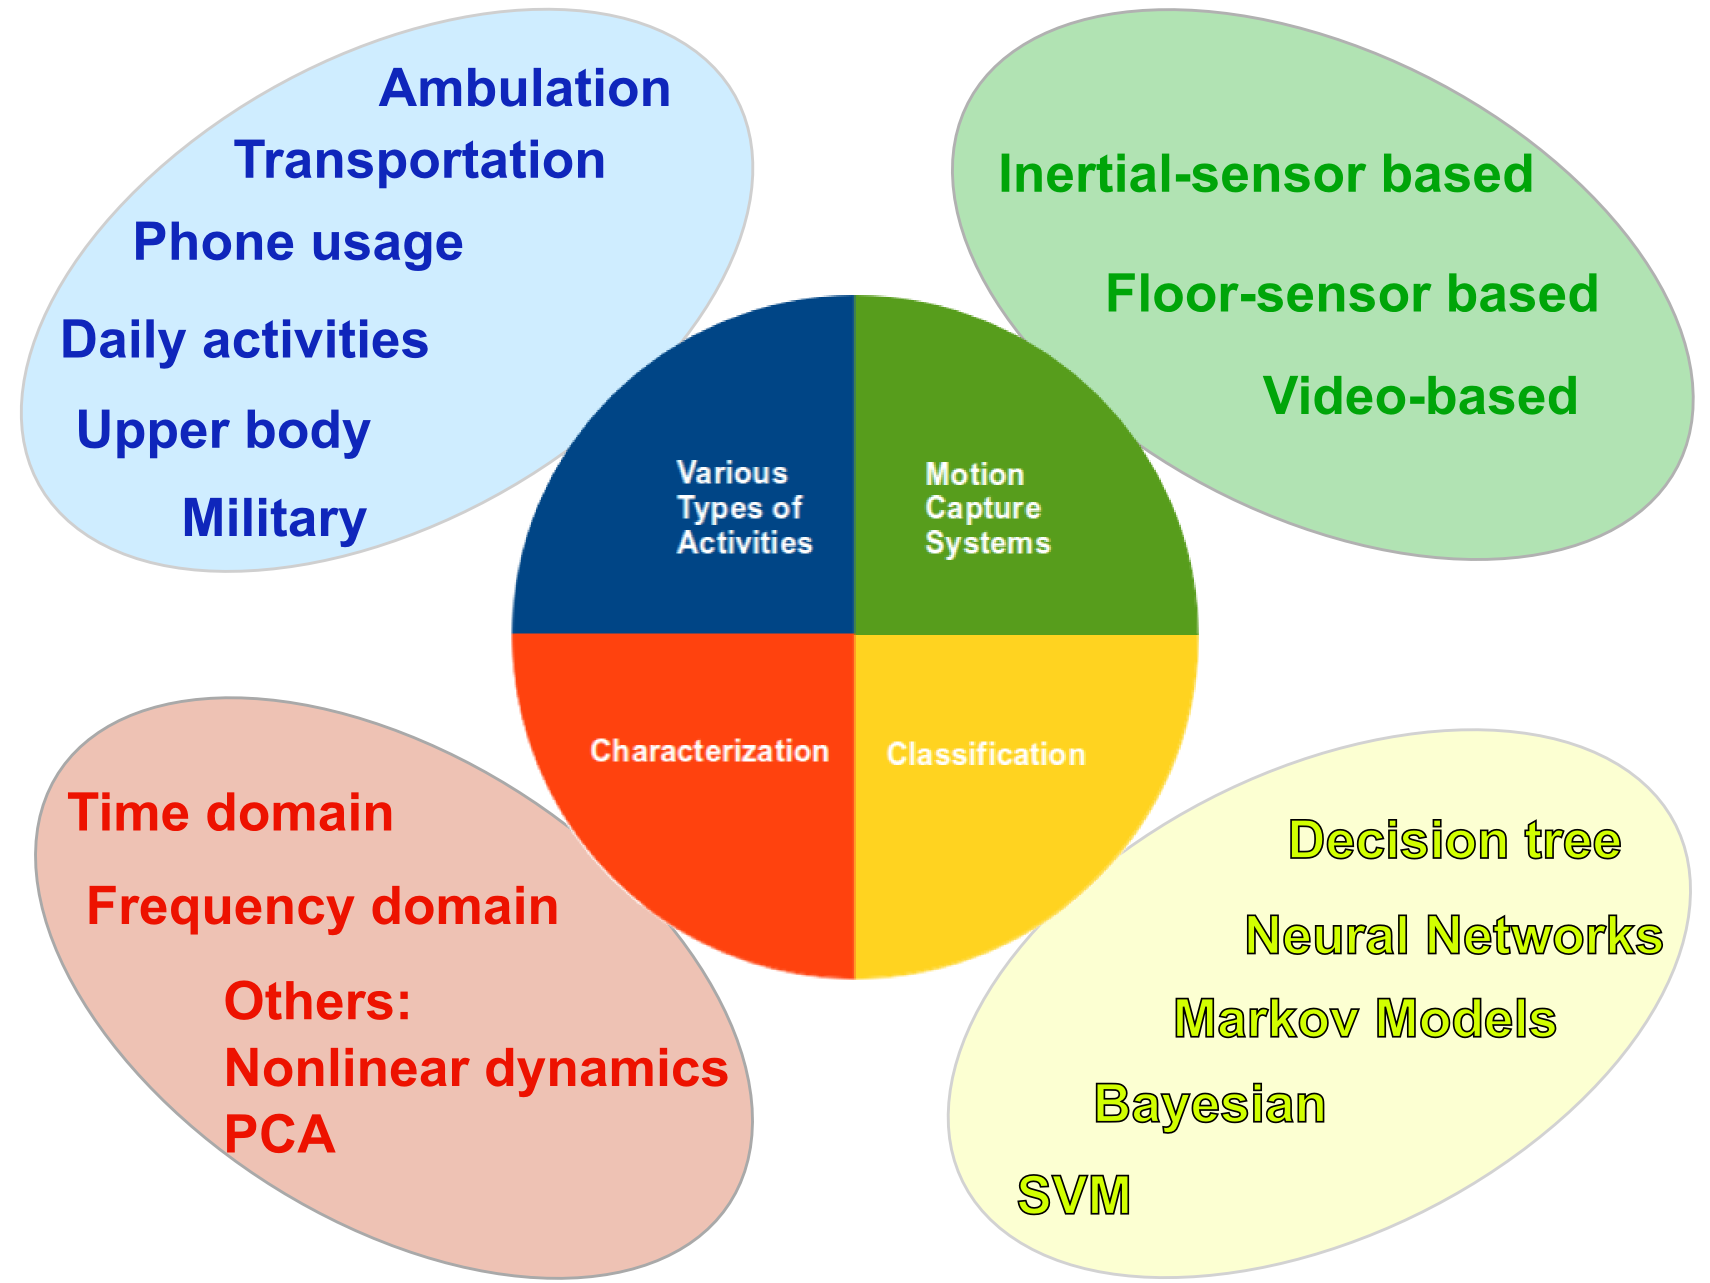 Ambulation
Transportation
Phone usage
Daily activities
Upper body
Military
Inertial-sensor based
Floor-sensor based
Video-based
Various
Types of
Activities
Motion
Capture
Systems
Characterization
Classification
Time domain
Frequency domain
Others:
Nonlinear dynamics
PCA
Decision tree
Neural Networks
Markov Models
Bayesian
SVM